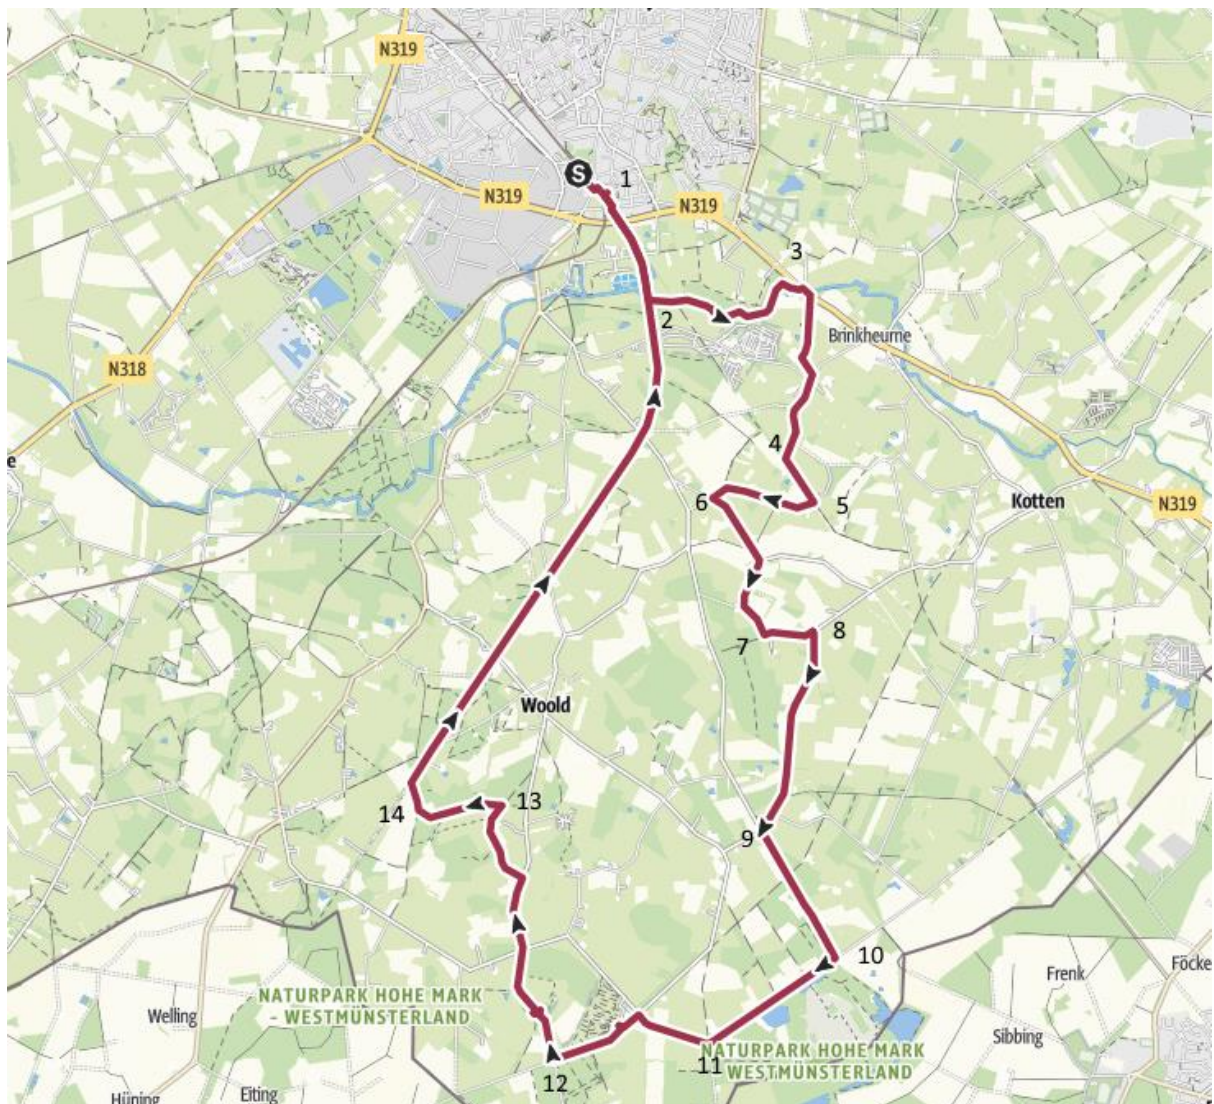 N319
S
1
N319
N319
3
2
Brinkheurne
N318
4
e
6
5
Kotten
N319
7
8
Woold
14
13
9
10
Föcke
Frenk
NATURPARK HOHE MARK
- WESTMÜNSTERLAND
Welling
Sibbing
NATURPARK HOHE MARK
WESTMÜNSTERLAND
11
12
Hüning
Eiting